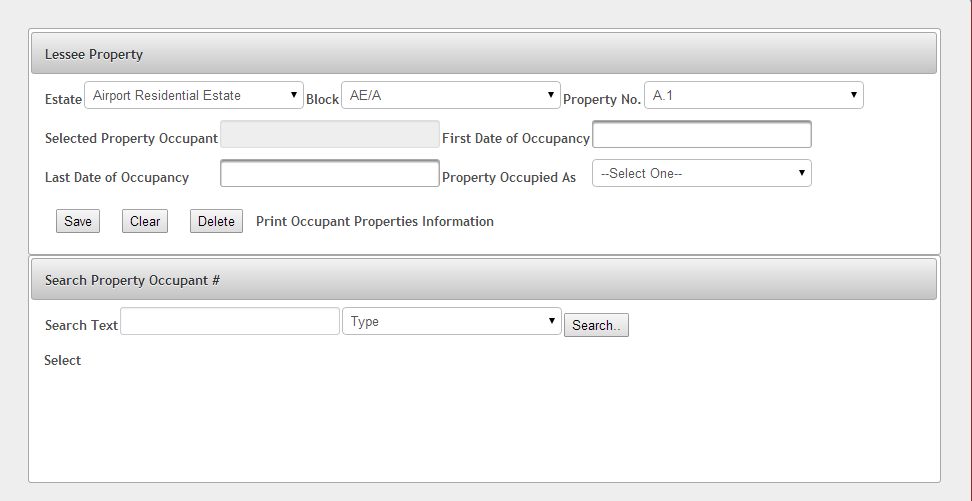 Lessee Property
Estate Airport Residential Estate Block AE/A Property No. A.1
Selected Property Occupant First Date of Occupancy
Last Date of Occupancy Property Occupied As --Select One--
Save Clear Delete Print Occupant Properties Information
Search Property Occupant #
Search Text Type Search..
Select